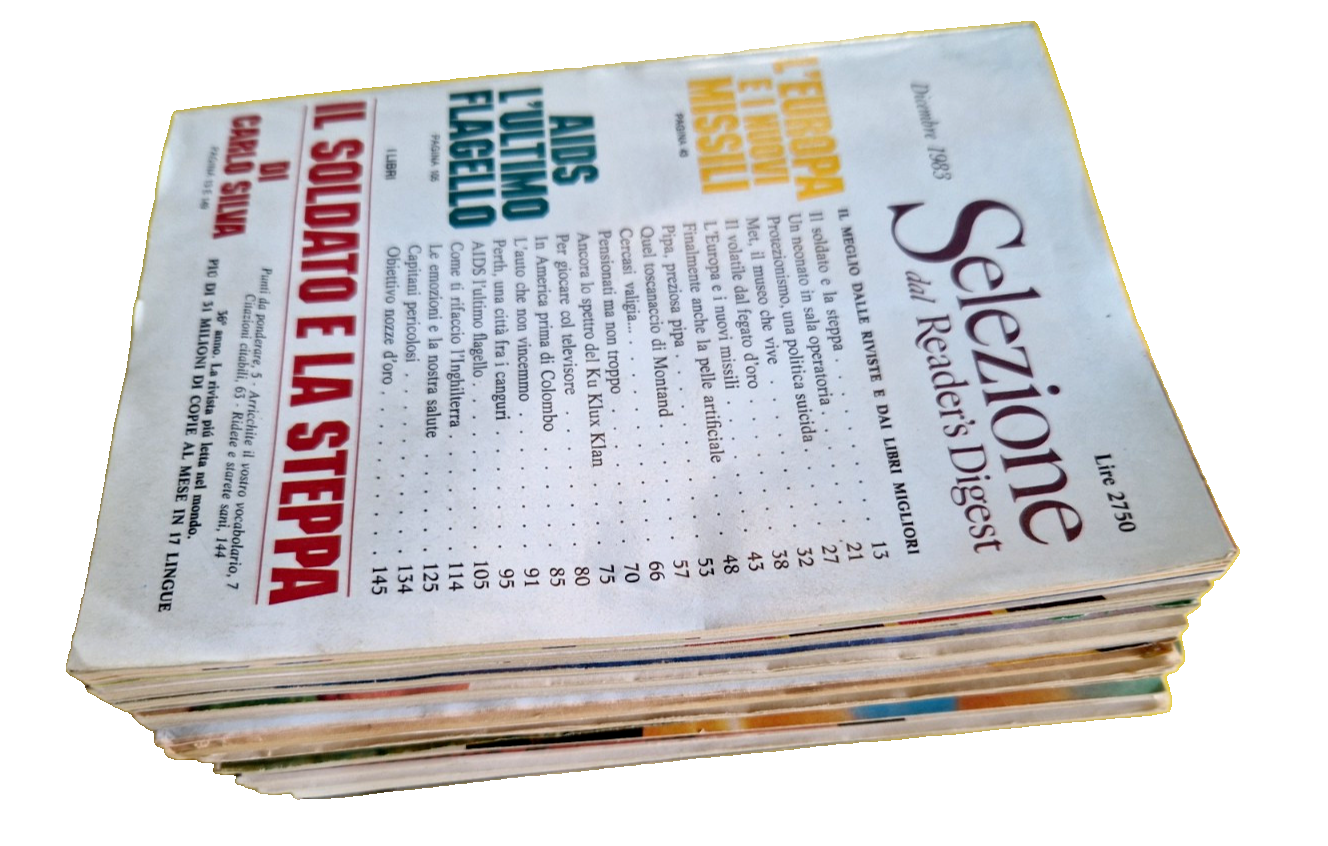 Dicembre 1983
Lire 2750
Selezione
dal Reader's Digest
IL MEGLIO DALLE RIVISTE E DAI LIBRI MIGLIORI
L'EUROPA
E I NUOVI
MISSILI
PAGINA 43
AIDS
L'ULTIMO
FLAGELLO
PAGINA 105
I LIBRI
Il soldato e la steppa . . . . . . . . 13
Un neonato in sala operatoria . . . . . . 21
Protezionismo, una politica suicida . . . . 27
Met, il museo che vive . . . . . . . . 32
Il volatile dal fegato d'oro . . . . . . . 38
L'Europa e i nuovi missili . . . . . . . 43
Finalmente anche la pelle artificiale . . . . 48
Pipa, preziosa pipa . . . . . . . . . 53
Quel toscanaccio di Montand . . . . . . 57
Cercasi valigia... . . . . . . . . . . 66
Pensionati ma non troppo . . . . . . . 70
Ancora lo spettro del Ku Klux Klan . . . . 75
Per giocare col televisore . . . . . . . 80
In America prima di Colombo . . . . . . 85
L'auto che non vincemmo . . . . . . . 91
Perth, una città fra i canguri . . . . . . 95
AIDS l'ultimo flagello . . . . . . . . 105
Come ti rifaccio l'Inghilterra . . . . . . 114
Le emozioni e la nostra salute . . . . . . 125
Capitani pericolosi . . . . . . . . . 134
Obiettivo nozze d'oro . . . . . . . . 145
IL SOLDATO E LA STEPPA
DI
CARLO SILVA
Punti da ponderare, 5 · Arricchite il vostro vocabolario, 7
Citazioni citabili, 65 · Ridete e starete sani, 144
36° anno. La rivista più letta nel mondo.
PIÙ DI 31 MILIONI DI COPIE AL MESE IN 17 LINGUE